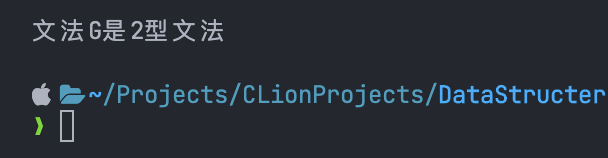 文法G是2型文法
~/Projects/CLionProjects/DataStructer
❯